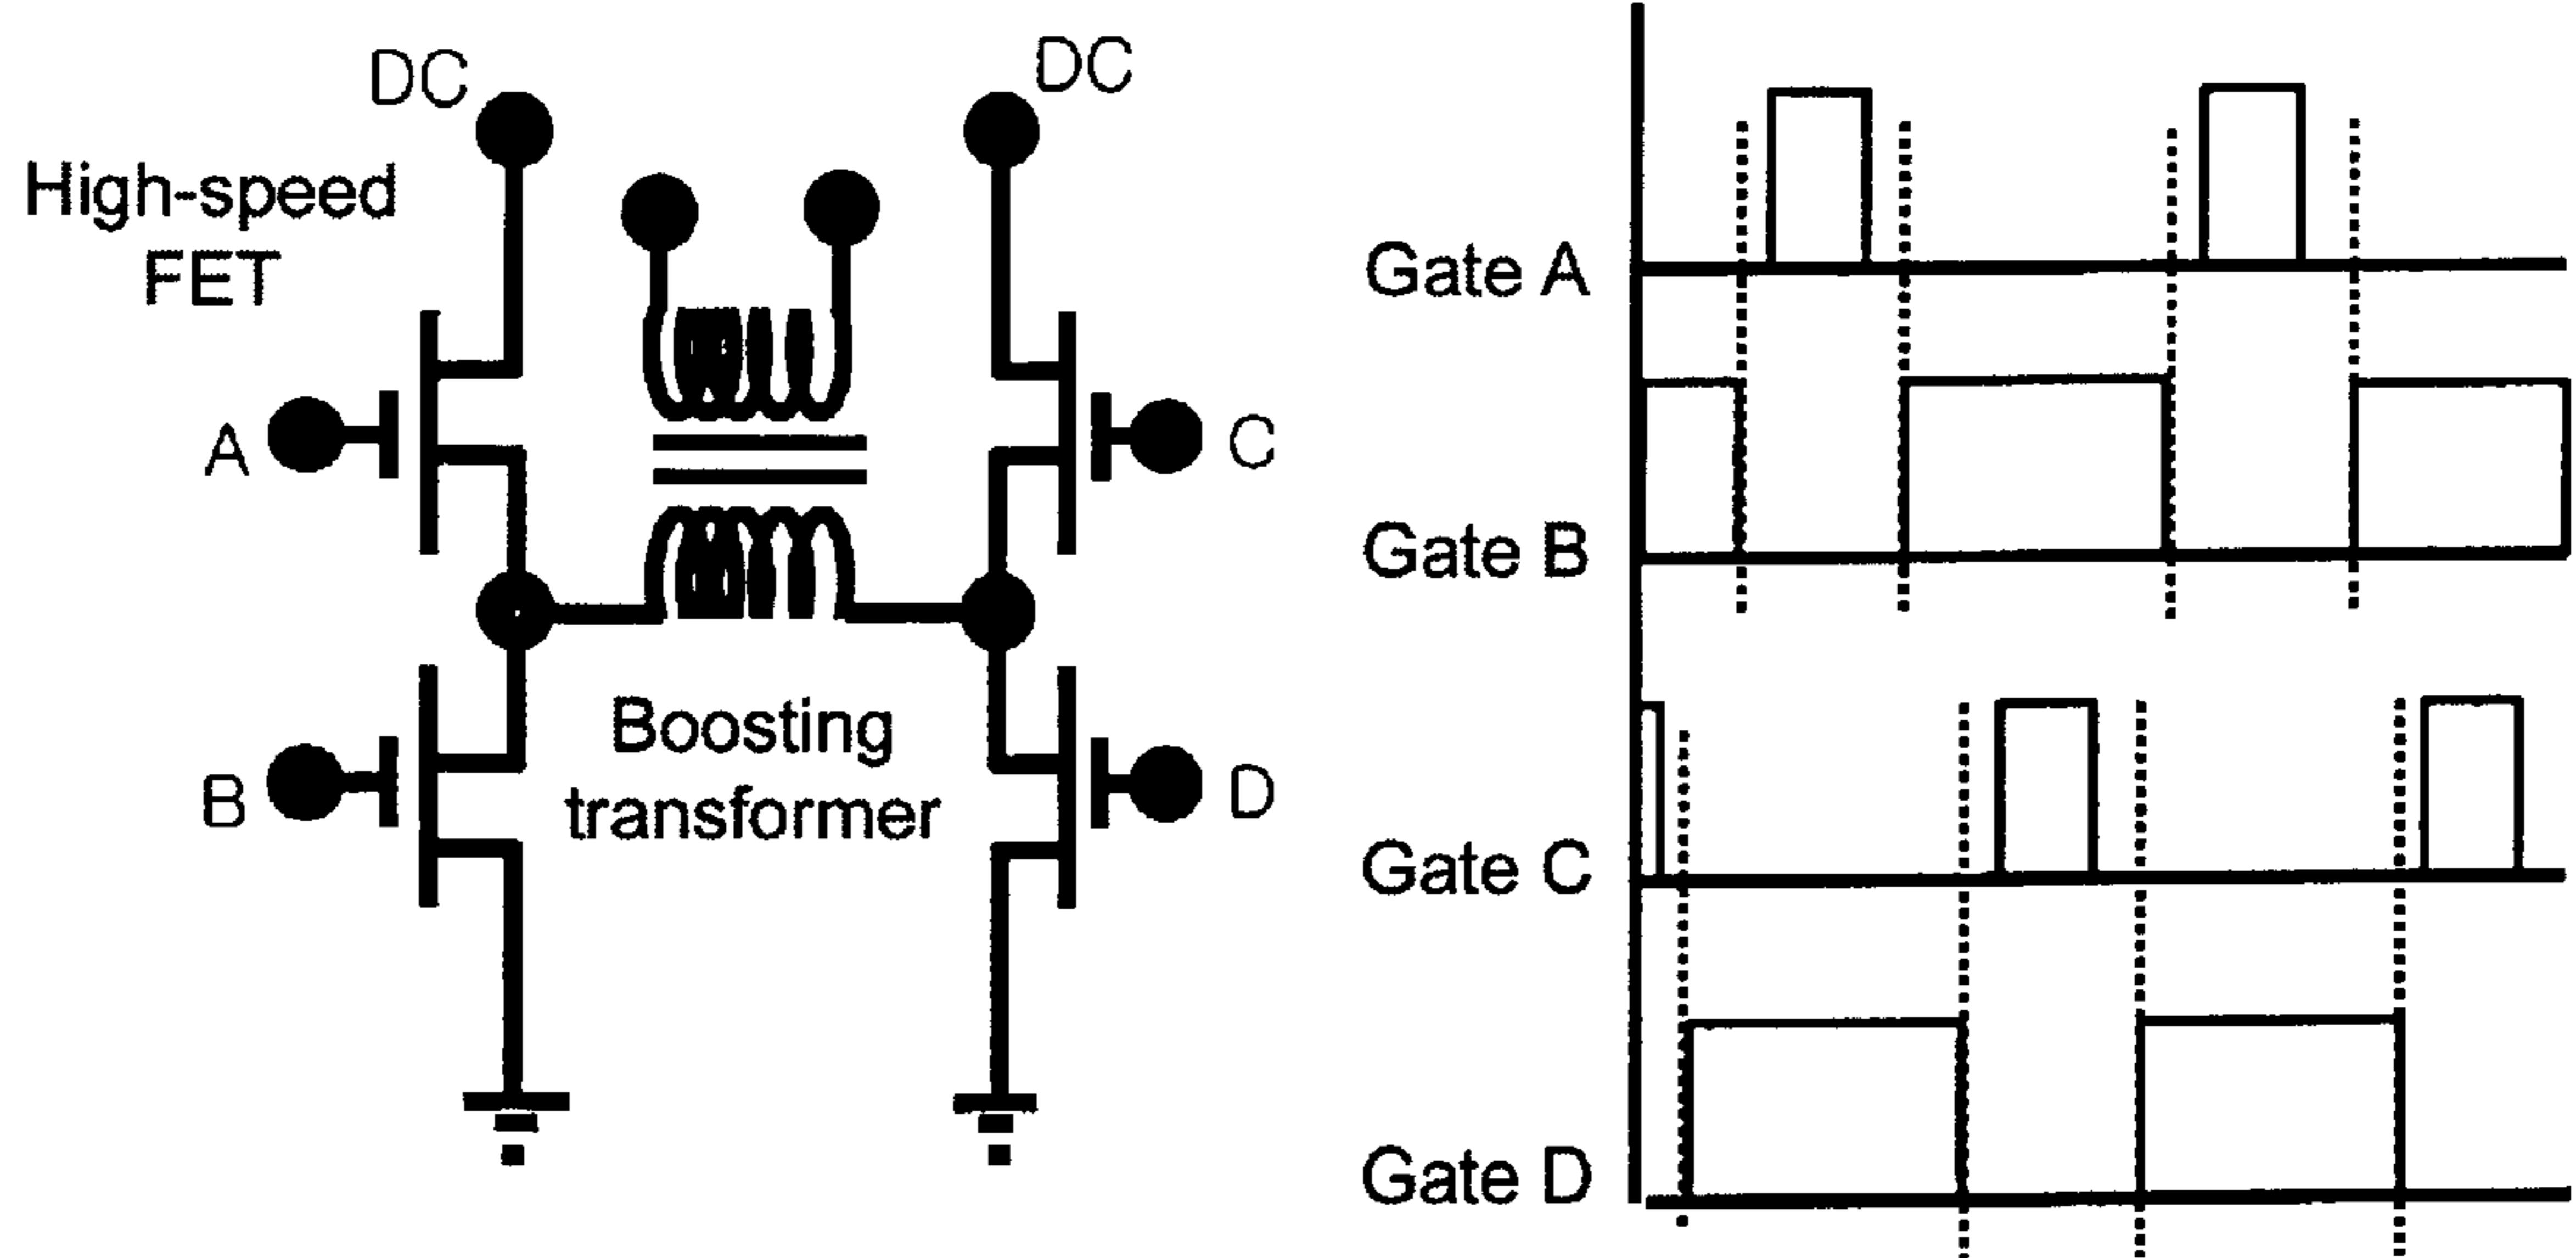 DC
DC
High-speed
FET
A
C
B
D
Boosting
transformer
Gate A
Gate B
Gate C
Gate D